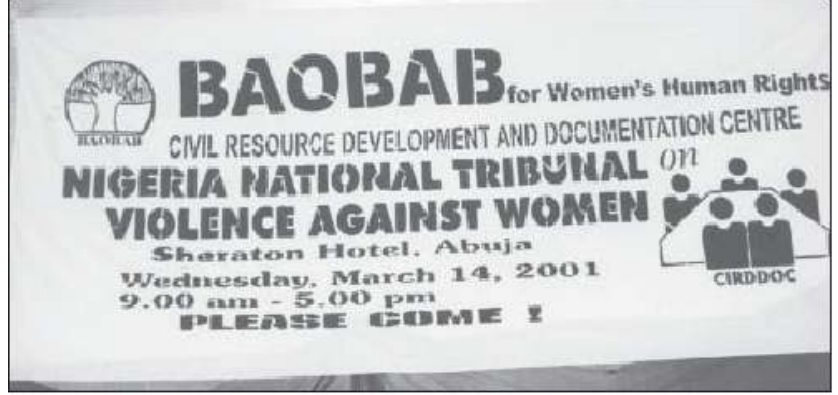 BAOBAB for Women's Human Rights
BAOBAB
CIVIL RESOURCE DEVELOPMENT AND DOCUMENTATION CENTRE
NIGERIA NATIONAL TRIBUNAL on
VIOLENCE AGAINST WOMEN
Sheraton Hotel, Abuja
Wednesday, March 14, 2001
9.00 am - 5.00 pm
PLEASE COME !
CIRDDOC